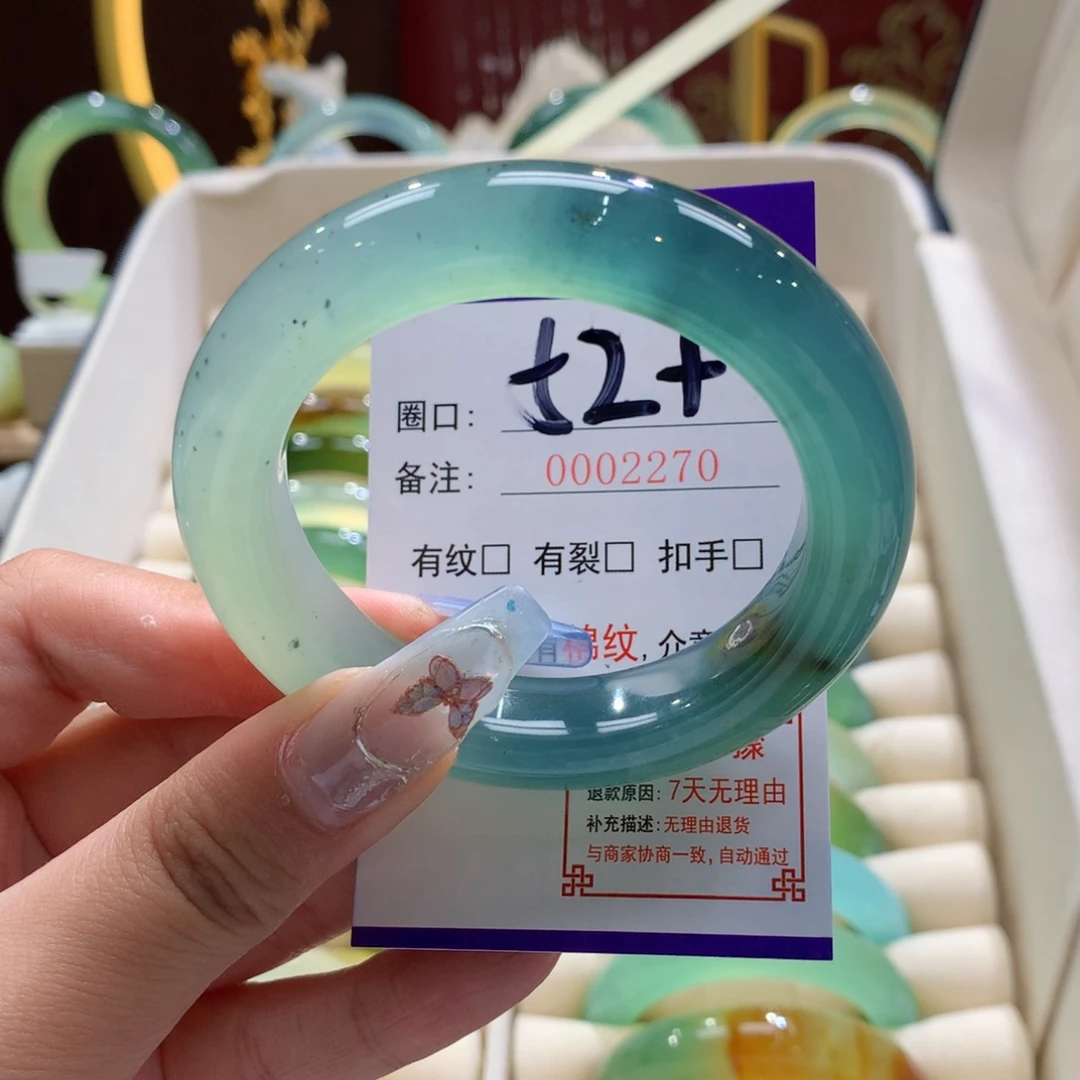 圈口: 52+
备注: 0002270
有纹□ 有裂□ 扣手□
棉纹, 介
退款原因: 7天无理由
补充描述: 无理由退货
与商家协商一致, 自动通过